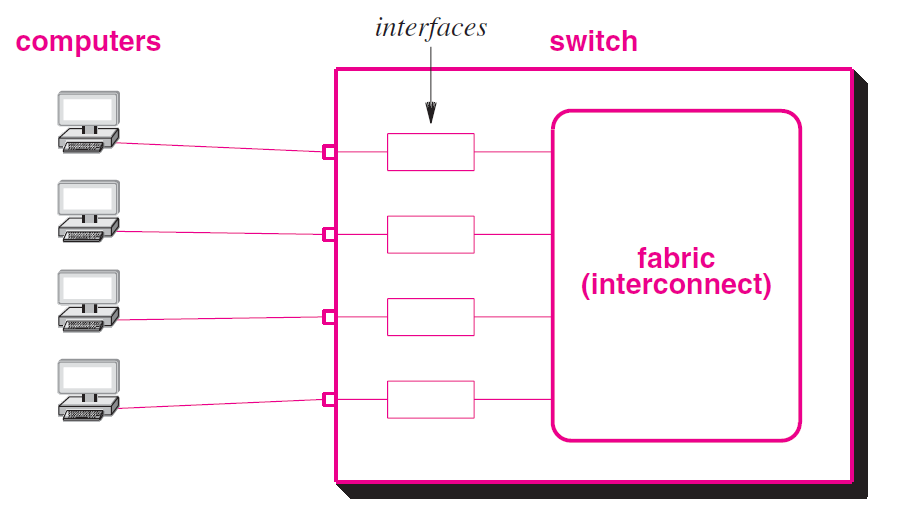 computers
interfaces
switch
fabric
(interconnect)